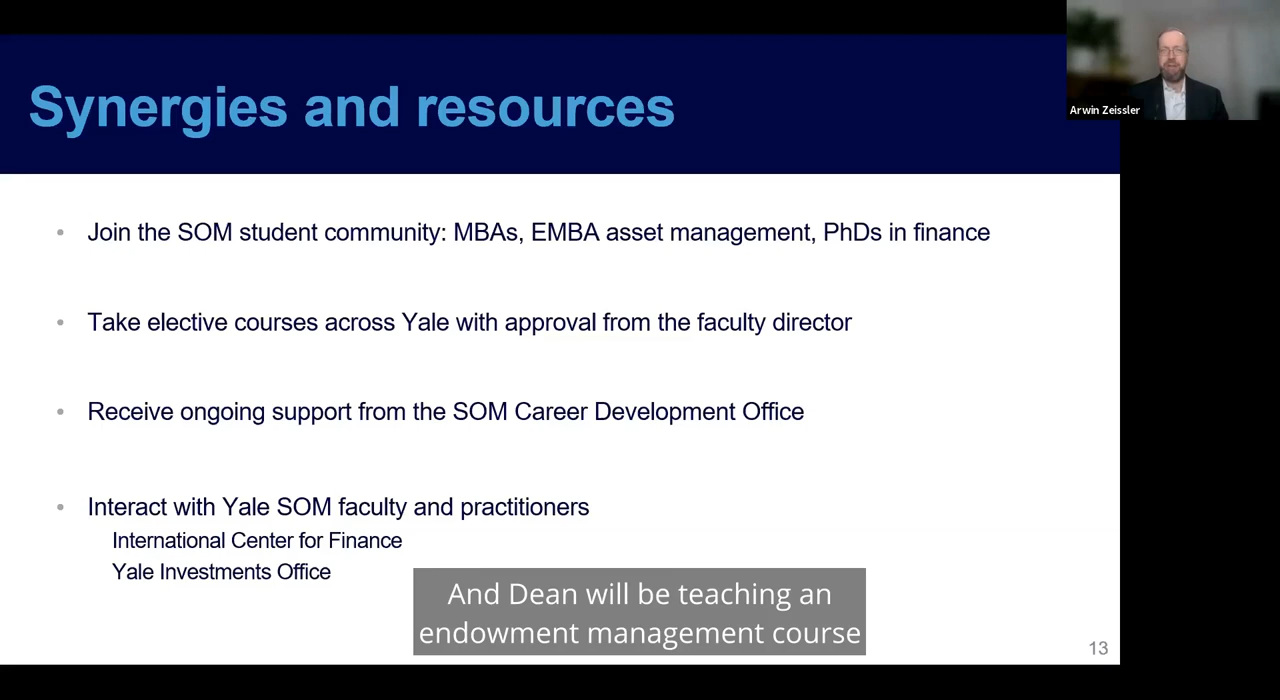 Synergies and resources
Arwin Zeissler
• Join the SOM student community: MBAs, EMBA asset management, PhDs in finance
• Take elective courses across Yale with approval from the faculty director
• Receive ongoing support from the SOM Career Development Office
• Interact with Yale SOM faculty and practitioners
International Center for Finance
Yale Investments Office
And Dean will be teaching an
endowment management course
13